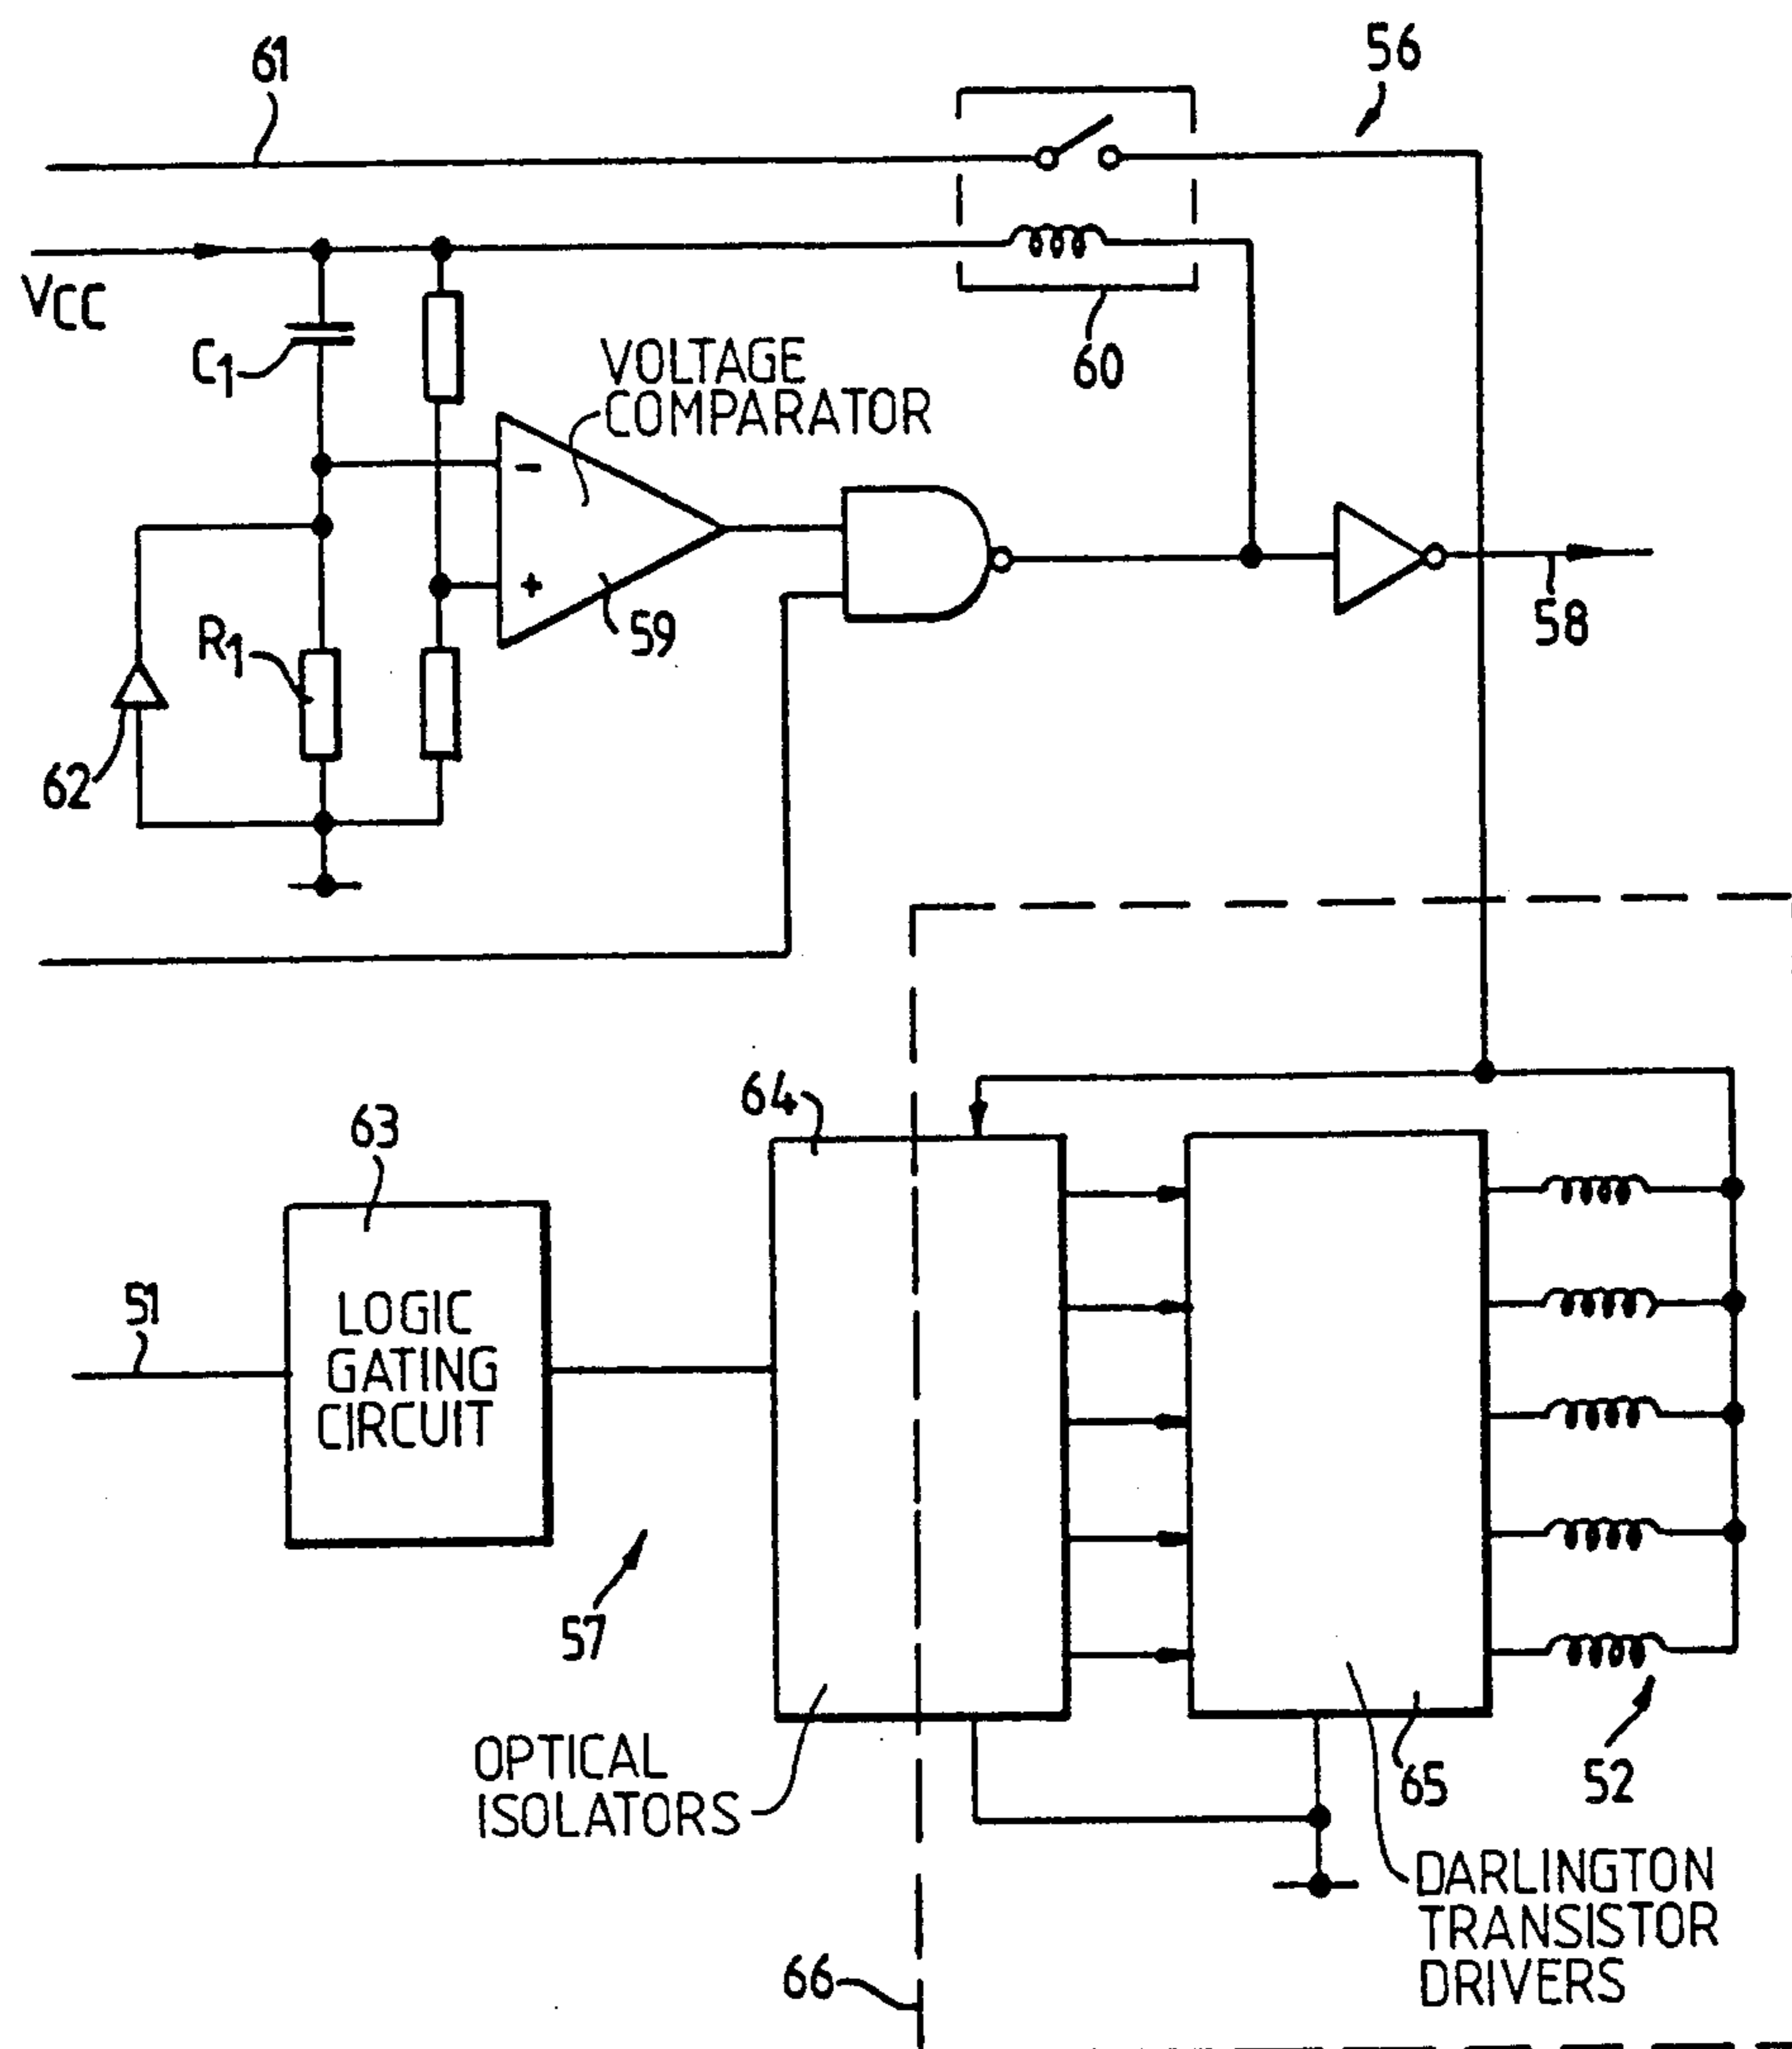 61
56
VCC
C1
VOLTAGE
COMPARATOR
60
-
+
59
R1
58
62
64
63
51
LOGIC
GATING
CIRCUIT
57
OPTICAL
ISOLATORS
65
52
DARLINGTON
TRANSISTOR
DRIVERS
66